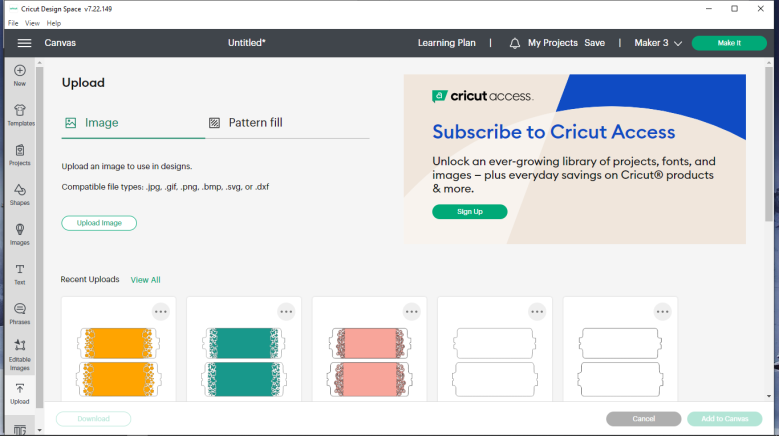 Cricut Design Space v7.22.149
File View Help
Canvas
Untitled*
Learning Plan | My Projects Save | Maker 3 Make It
New
Templates
Projects
Shapes
Images
Text
Phrases
Editable
Images
Upload
Upload
Image
Pattern fill
Upload an image to use in designs.
Compatible file types: .jpg, .gif, .png, .bmp, .svg, or .dxf
Upload Image
cricut access.
Subscribe to Cricut Access
Unlock an ever-growing library of projects, fonts, and
images – plus everyday savings on Cricut® products
& more.
Sign Up
Recent Uploads View All
Download
Cancel
Add to Canvas